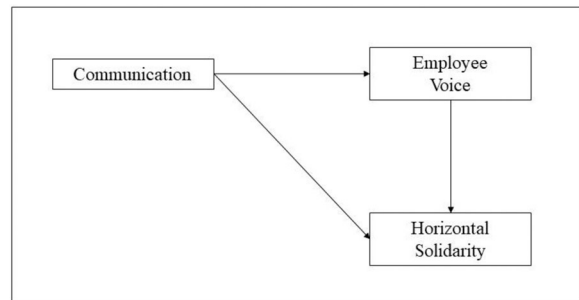 Communication
Employee
Voice
Horizontal
Solidarity